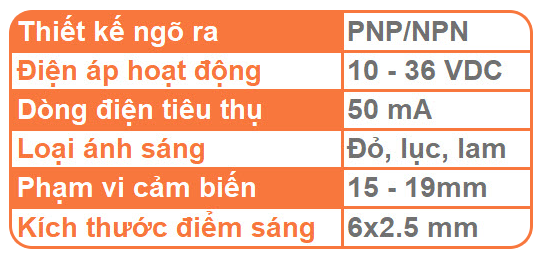 Thiết kế ngõ ra PNP/NPN
Điện áp hoạt động 10 - 36 VDC
Dòng điện tiêu thụ 50 mA
Loại ánh sáng Đỏ, lục, lam
Phạm vi cảm biến 15 - 19mm
Kích thước điểm sáng 6x2.5 mm